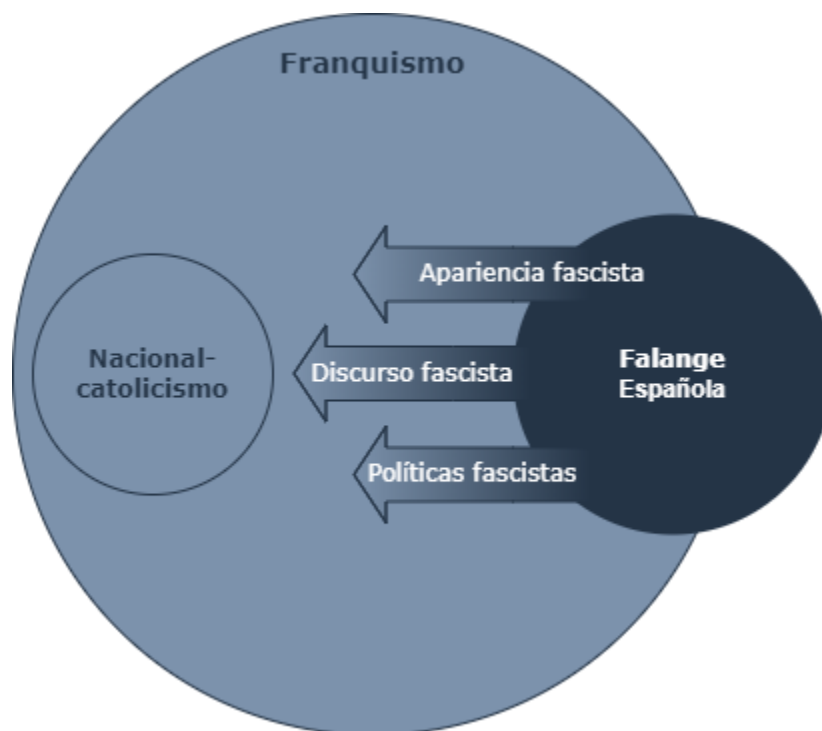 Franquismo
Apariencia fascista
Nacional-
catolicismo
Discurso fascista
Falange
Española
Políticas fascistas